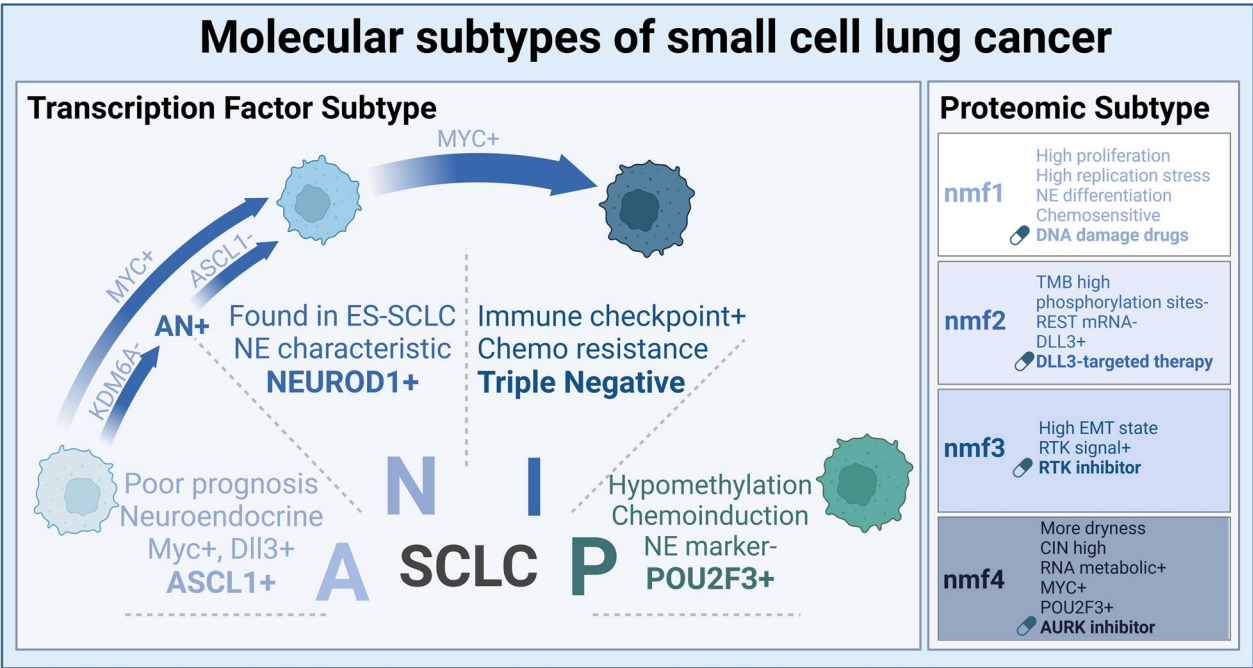 Molecular subtypes of small cell lung cancer
Transcription Factor Subtype
MYC+
MYC+
ASCL1-
AN+
KDM6A-
Found in ES-SCLC
NE characteristic
NEUROD1+
Immune checkpoint+
Chemo resistance
Triple Negative
Poor prognosis
Neuroendocrine
Myc+, Dll3+
ASCL1+
N
I
A
SCLC
P
Hypomethylation
Chemoinduction
NE marker-
POU2F3+
Proteomic Subtype
nmf1
High proliferation
High replication stress
NE differentiation
Chemosensitive
DNA damage drugs
nmf2
TMB high
phosphorylation sites-
REST mRNA-
DLL3+
DLL3-targeted therapy
nmf3
High EMT state
RTK signal+
RTK inhibitor
nmf4
More dryness
CIN high
RNA metabolic+
MYC+
POU2F3+
AURK inhibitor